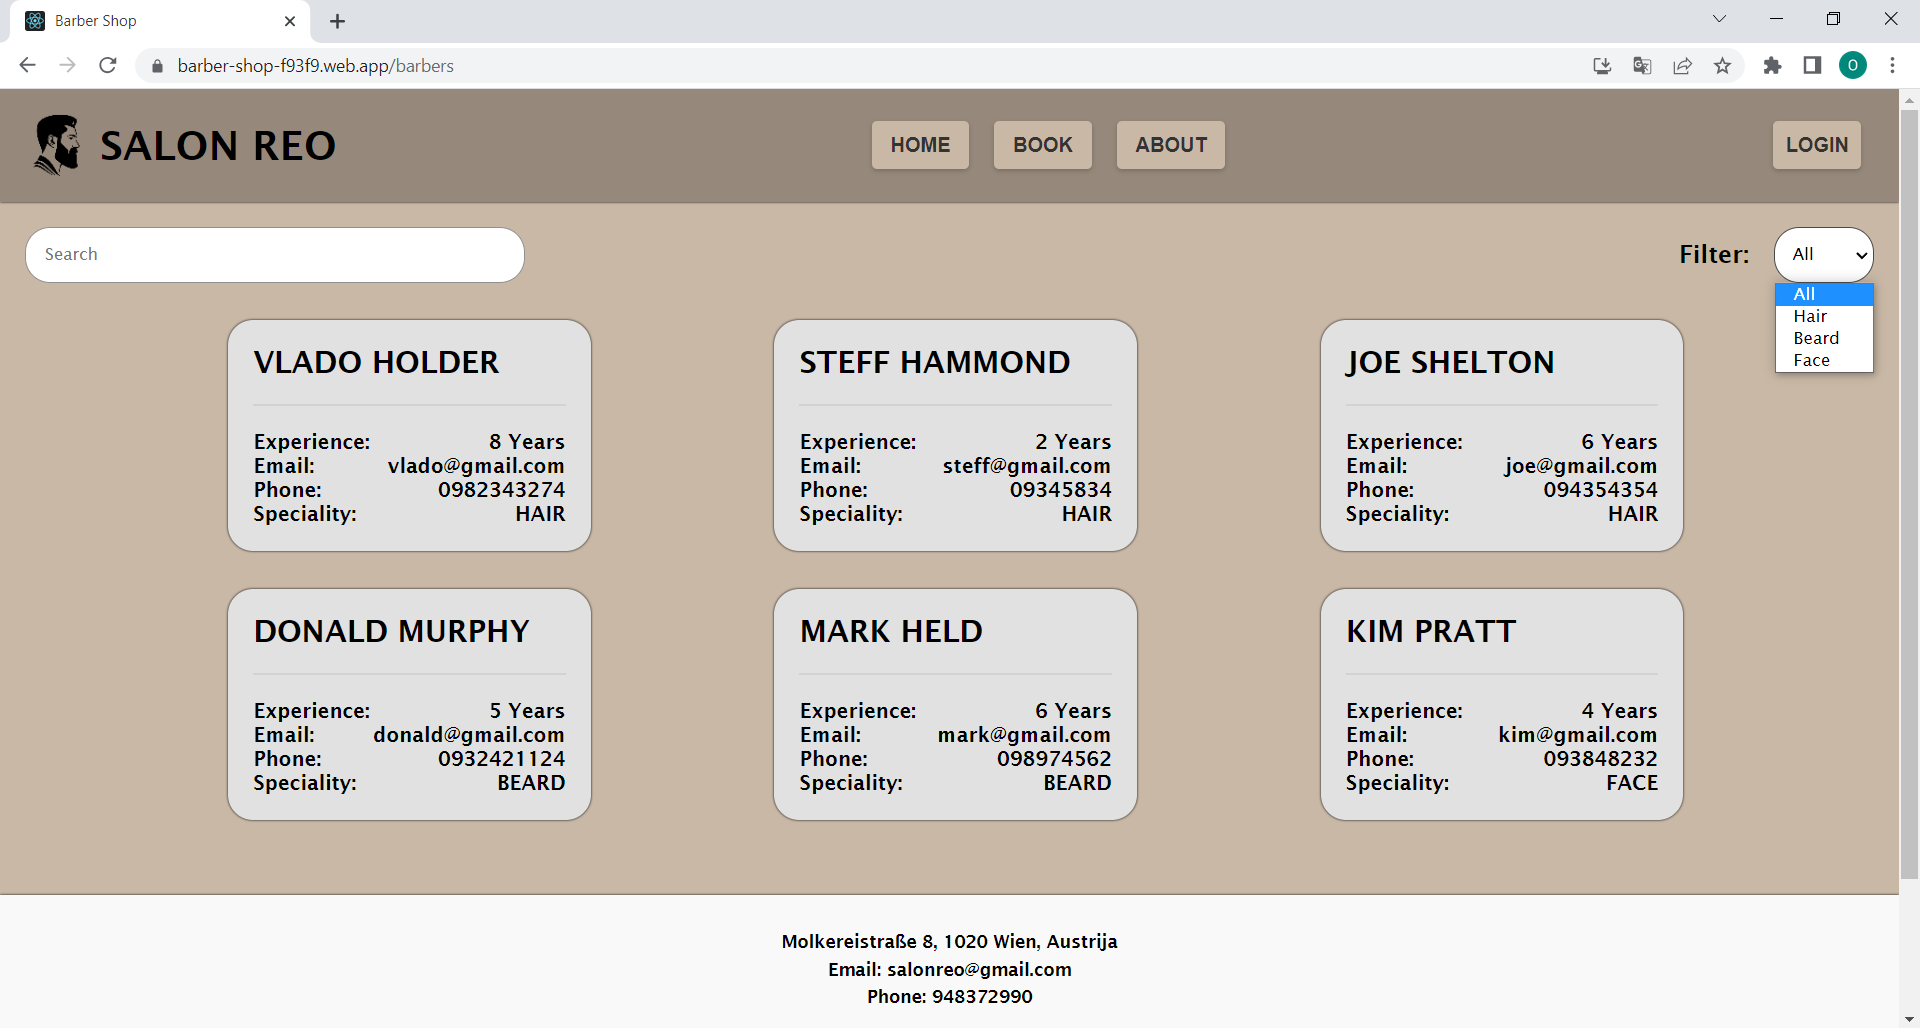 Barber Shop
barber-shop-f93f9.web.app/barbers
O
SALON REO
HOME
BOOK
ABOUT
LOGIN
Search
Filter:
All
All
Hair
Beard
Face
VLADO HOLDER
Experience: 8 Years
Email: vlado@gmail.com
Phone: 0982343274
Speciality: HAIR
STEFF HAMMOND
Experience: 2 Years
Email: steff@gmail.com
Phone: 09345834
Speciality: HAIR
JOE SHELTON
Experience: 6 Years
Email: joe@gmail.com
Phone: 094354354
Speciality: HAIR
DONALD MURPHY
Experience: 5 Years
Email: donald@gmail.com
Phone: 0932421124
Speciality: BEARD
MARK HELD
Experience: 6 Years
Email: mark@gmail.com
Phone: 098974562
Speciality: BEARD
KIM PRATT
Experience: 4 Years
Email: kim@gmail.com
Phone: 093848232
Speciality: FACE
Molkereistraße 8, 1020 Wien, Austrija
Email: salonreo@gmail.com
Phone: 948372990